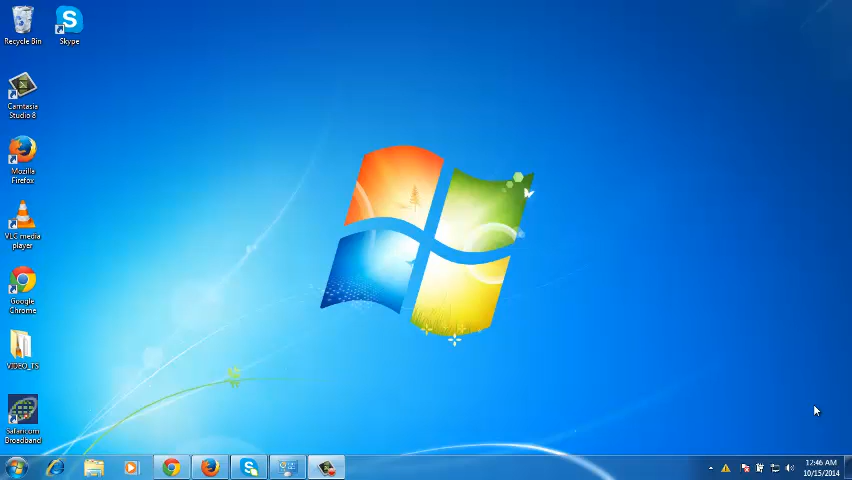 Recycle Bin
Skype
Camtasia
Studio 8
Mozilla
Firefox
VLC media
player
Google
Chrome
VIDEO_TS
Safaricom
Broadband
12:46 AM
10/15/2014